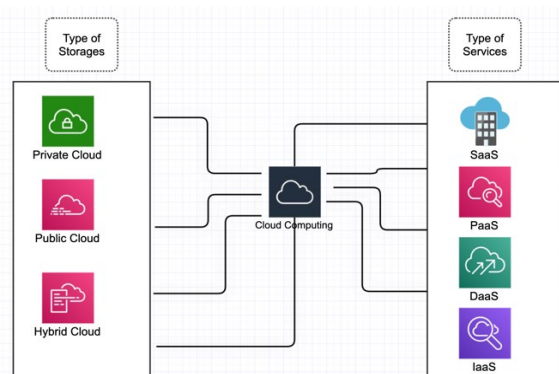 Type of
Storages
Type of
Services
Private Cloud
Public Cloud
Hybrid Cloud
Cloud Computing
SaaS
PaaS
DaaS
IaaS